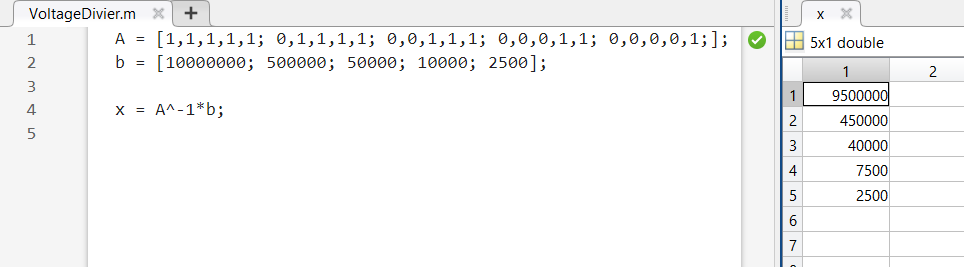 VoltageDivier.m
1 A = [1,1,1,1,1; 0,1,1,1,1; 0,0,1,1,1; 0,0,0,1,1; 0,0,0,0,1;];
2 b = [10000000; 500000; 50000; 10000; 2500];
3
4 x = A^-1*b;
5
x
5x1 double
1 2
1 9500000
2 450000
3 40000
4 7500
5 2500
6
7